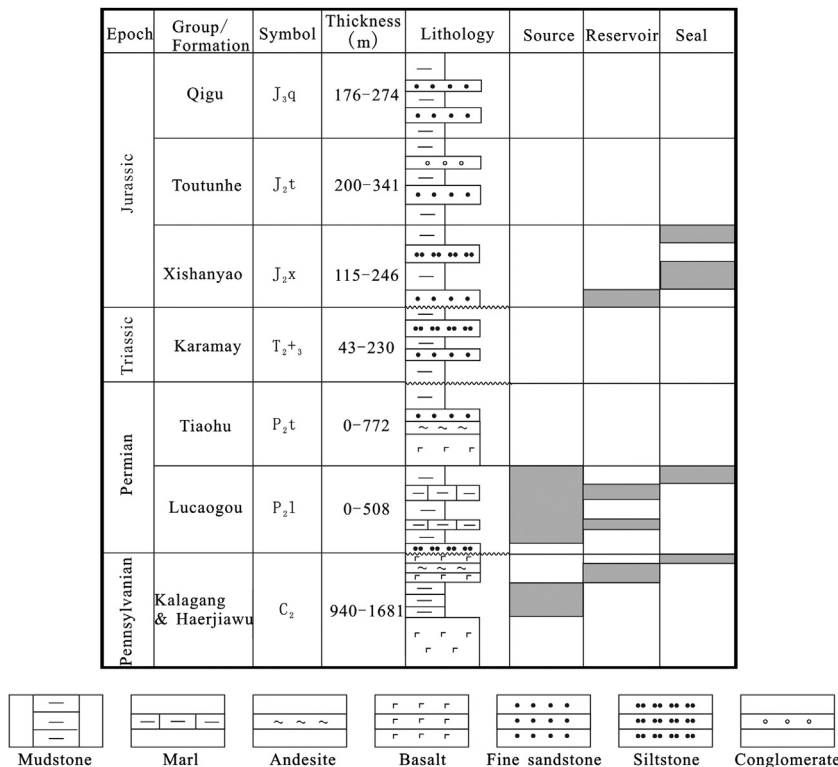 Epoch Group/ Formation Symbol Thickness (m) Lithology Source Reservoir Seal
Jurassic
Qigu J₃q 176-274
Toutunhe J₂t 200-341
Xishanyao J₂x 115-246
Triassic
Karamay T₂+₃ 43-230
Permian
Tiaohu P₂t 0-772
Lucaogou P₂l 0-508
Pennsylvanian
Kalagang & Haerjiawu C₂ 940-1681
Mudstone Marl Andesite Basalt Fine sandstone Siltstone Conglomerate